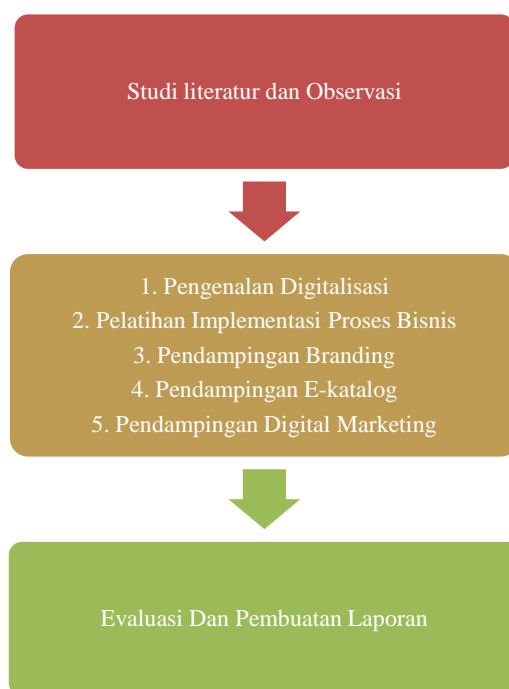 Studi literatur dan Observasi
1. Pengenalan Digitalisasi
2. Pelatihan Implementasi Proses Bisnis
3. Pendampingan Branding
4. Pendampingan E-katalog
5. Pendampingan Digital Marketing
Evaluasi Dan Pembuatan Laporan